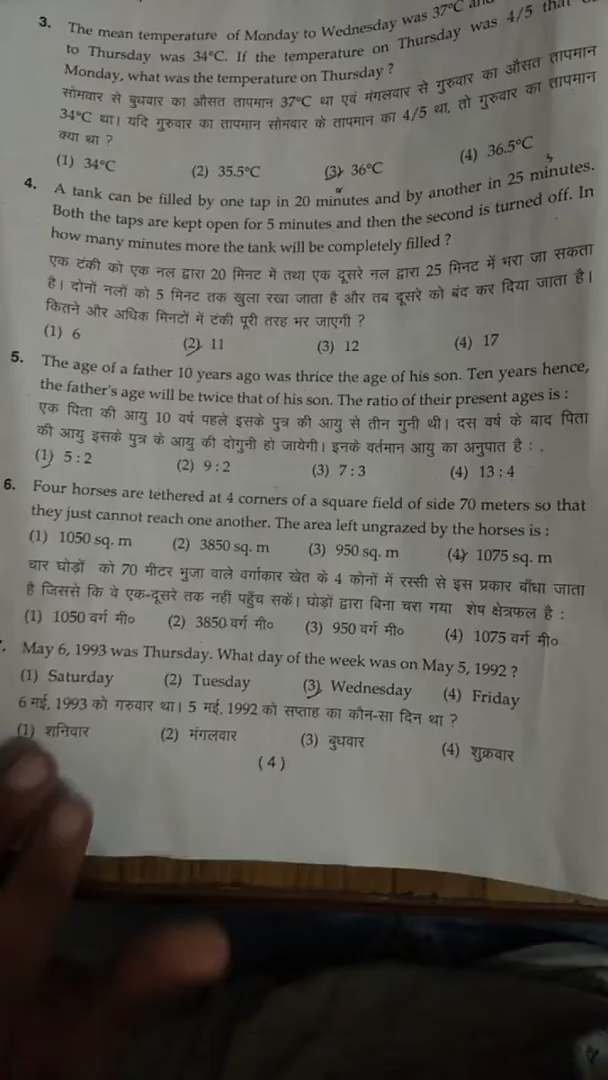 3. The mean temperature of Monday to Wednesday was 37°C and
to Thursday was 34°C. If the temperature on Thursday was 4/5 that
Monday, what was the temperature on Thursday ?
सोमवार से बुधवार का औसत तापमान 37°C था एवं मंगलवार से गुरुवार का औसत तापमान
34°C था। यदि गुरुवार का तापमान सोमवार के तापमान का 4/5 था, तो गुरुवार का तापमान
क्या था ?
(1) 34°C (2) 35.5°C (3) 36°C (4) 36.5°C
4. A tank can be filled by one tap in 20 minutes and by another in 25 minutes.
Both the taps are kept open for 5 minutes and then the second is turned off. In
how many minutes more the tank will be completely filled ?
एक टंकी को एक नल द्वारा 20 मिनट में तथा एक दूसरे नल द्वारा 25 मिनट में भरा जा सकता
है। दोनों नलों को 5 मिनट तक खुला रखा जाता है और तब दूसरे को बंद कर दिया जाता है।
कितने और अधिक मिनटों में टंकी पूरी तरह भर जाएगी ?
(1) 6 (2) 11 (3) 12 (4) 17
5. The age of a father 10 years ago was thrice the age of his son. Ten years hence,
the father's age will be twice that of his son. The ratio of their present ages is :
एक पिता की आयु 10 वर्ष पहले इसके पुत्र की आयु से तीन गुनी थी। दस वर्ष के बाद पिता
की आयु इसके पुत्र के आयु की दोगुनी हो जायेगी। इनके वर्तमान आयु का अनुपात है : .
(1) 5 : 2 (2) 9 : 2 (3) 7 : 3 (4) 13 : 4
6. Four horses are tethered at 4 corners of a square field of side 70 meters so that
they just cannot reach one another. The area left ungrazed by the horses is :
(1) 1050 sq. m (2) 3850 sq. m (3) 950 sq. m (4) 1075 sq. m
चार घोड़ों को 70 मीटर भुजा वाले वर्गाकार खेत के 4 कोनों में रस्सी से इस प्रकार बाँधा जाता
है जिससे कि वे एक-दूसरे तक नहीं पहुँच सकें। घोड़ों द्वारा बिना चरा गया शेष क्षेत्रफल है :
(1) 1050 वर्ग मी० (2) 3850 वर्ग मी० (3) 950 वर्ग मी० (4) 1075 वर्ग मी०
. May 6, 1993 was Thursday. What day of the week was on May 5, 1992 ?
(1) Saturday (2) Tuesday (3) Wednesday (4) Friday
6 मई, 1993 को गरुवार था। 5 मई, 1992 को सप्ताह का कौन-सा दिन था ?
(1) शनिवार (2) मंगलवार (3) बुधवार (4) शुक्रवार
(4)